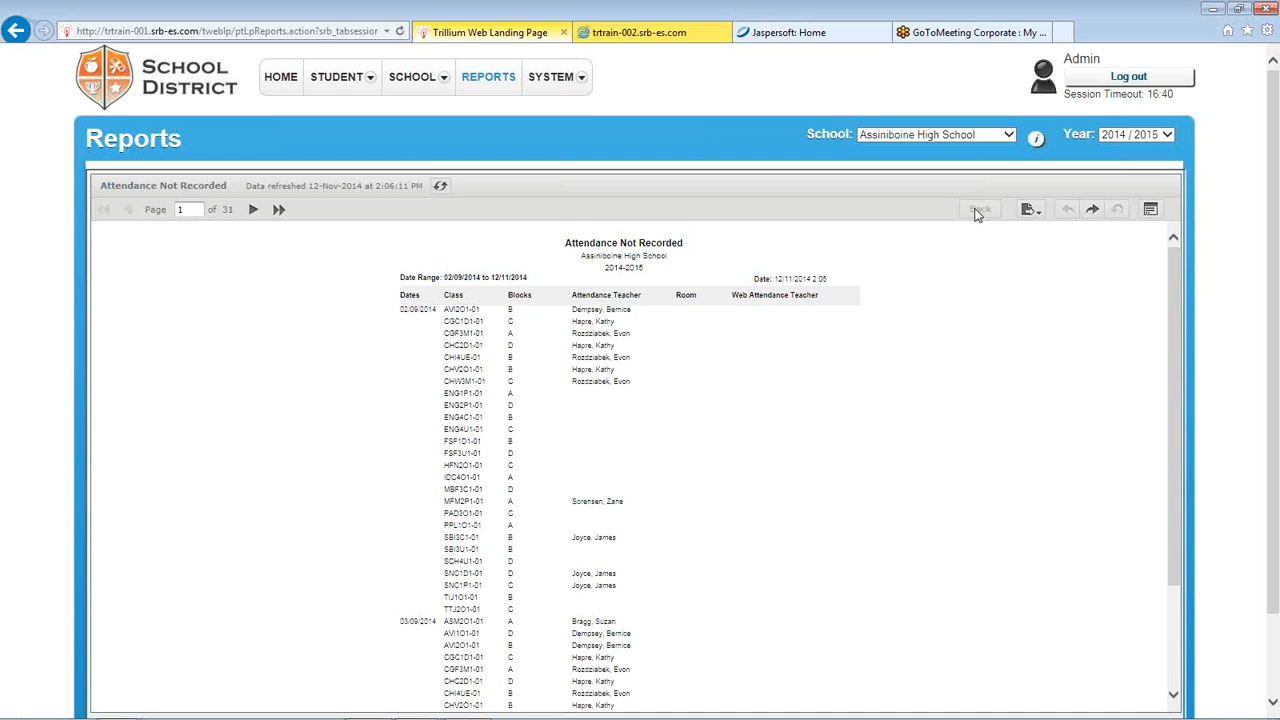 http://trtrain-001.srb-es.com/tweblp/ptLpReports.action?srb_tabsession
Trillium Web Landing Page
trtrain-002.srb-es.com
Jaspersoft: Home
GoToMeeting Corporate : My ...
SCHOOL DISTRICT
HOME STUDENT SCHOOL REPORTS SYSTEM
Admin
Log out
Session Timeout: 16:40
Reports
School: Assiniboine High School
Year: 2014 / 2015
Attendance Not Recorded Data refreshed 12-Nov-2014 at 2:06:11 PM
Page 1 of 31
Back
Attendance Not Recorded
Assiniboine High School
2014-2015
Date Range: 02/09/2014 to 12/11/2014 Date: 12/11/2014 2:06
Dates Class Blocks Attendance Teacher Room Web Attendance Teacher
02/09/2014 AVI2O1-01 B Dempsey, Bernice
CGC1D1-01 C Hapre, Kathy
CGF3M1-01 A Rozdziabek, Evon
CHC2D1-01 D Hapre, Kathy
CHI4UE-01 B Rozdziabek, Evon
CHV2O1-01 B Hapre, Kathy
CHW3M1-01 C Rozdziabek, Evon
ENG1P1-01 A
ENG2P1-01 D
ENG4C1-01 B
ENG4U1-01 C
FSF1D1-01 B
FSF3U1-01 D
HFN2O1-01 C
IDC4O1-01 A
MBF3C1-01 D
MFM2P1-01 A Sorensen, Zane
PAD3O1-01 C
PPL1O1-01 A
SBI3C1-01 B Joyce, James
SBI3U1-01 B
SCH4U1-01 D
SNC1D1-01 D Joyce, James
SNC1P1-01 C Joyce, James
TIJ1O1-01 B
TTJ2O1-01 C
03/09/2014 ASM2O1-01 A Bragg, Suzan
AVI1O1-01 D Dempsey, Bernice
AVI2O1-01 B Dempsey, Bernice
CGC1D1-01 C Hapre, Kathy
CGF3M1-01 A Rozdziabek, Evon
CHC2D1-01 D Hapre, Kathy
CHI4UE-01 B Rozdziabek, Evon
CHV2O1-01 B Hapre, Kathy